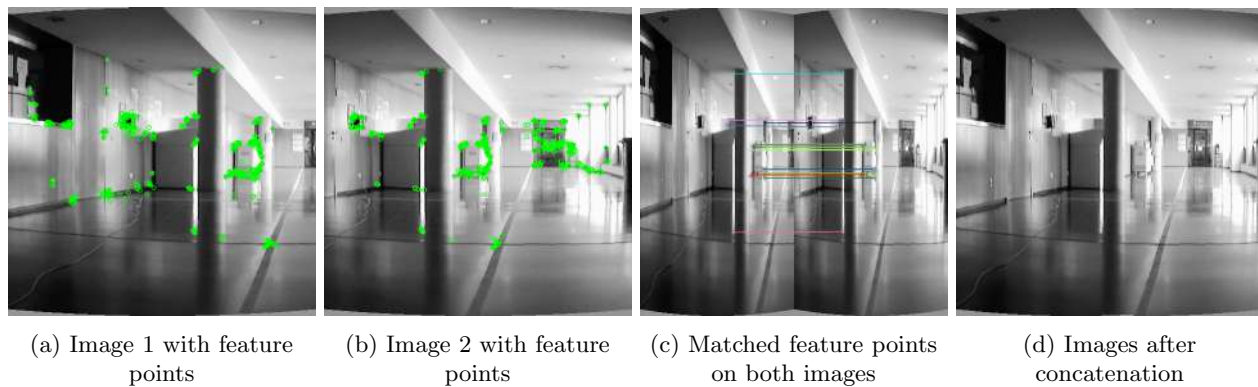 (a) Image 1 with feature
points
(b) Image 2 with feature
points
(c) Matched feature points
on both images
(d) Images after
concatenation